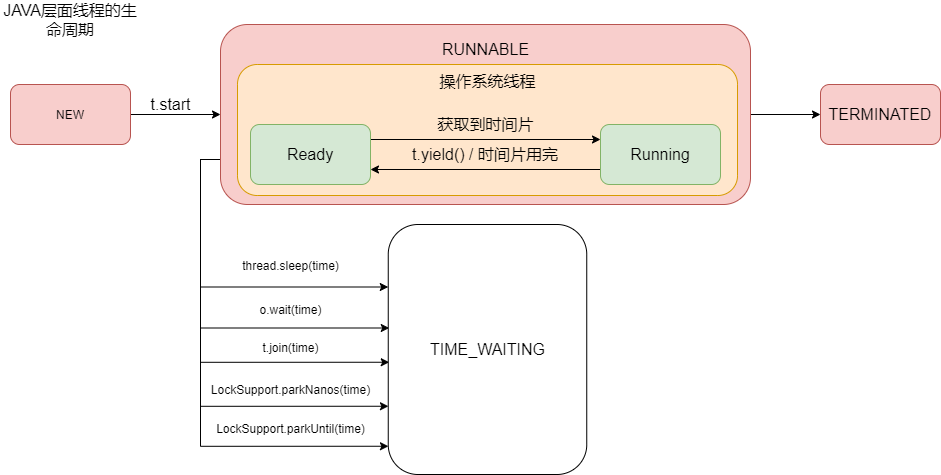 JAVA层面线程的生
命周期
RUNNABLE
操作系统线程
NEW
t.start
获取到时间片
TERMINATED
Ready
t.yield() / 时间片用完
Running
thread.sleep(time)
o.wait(time)
t.join(time)
TIME_WAITING
LockSupport.parkNanos(time)
LockSupport.parkUntil(time)